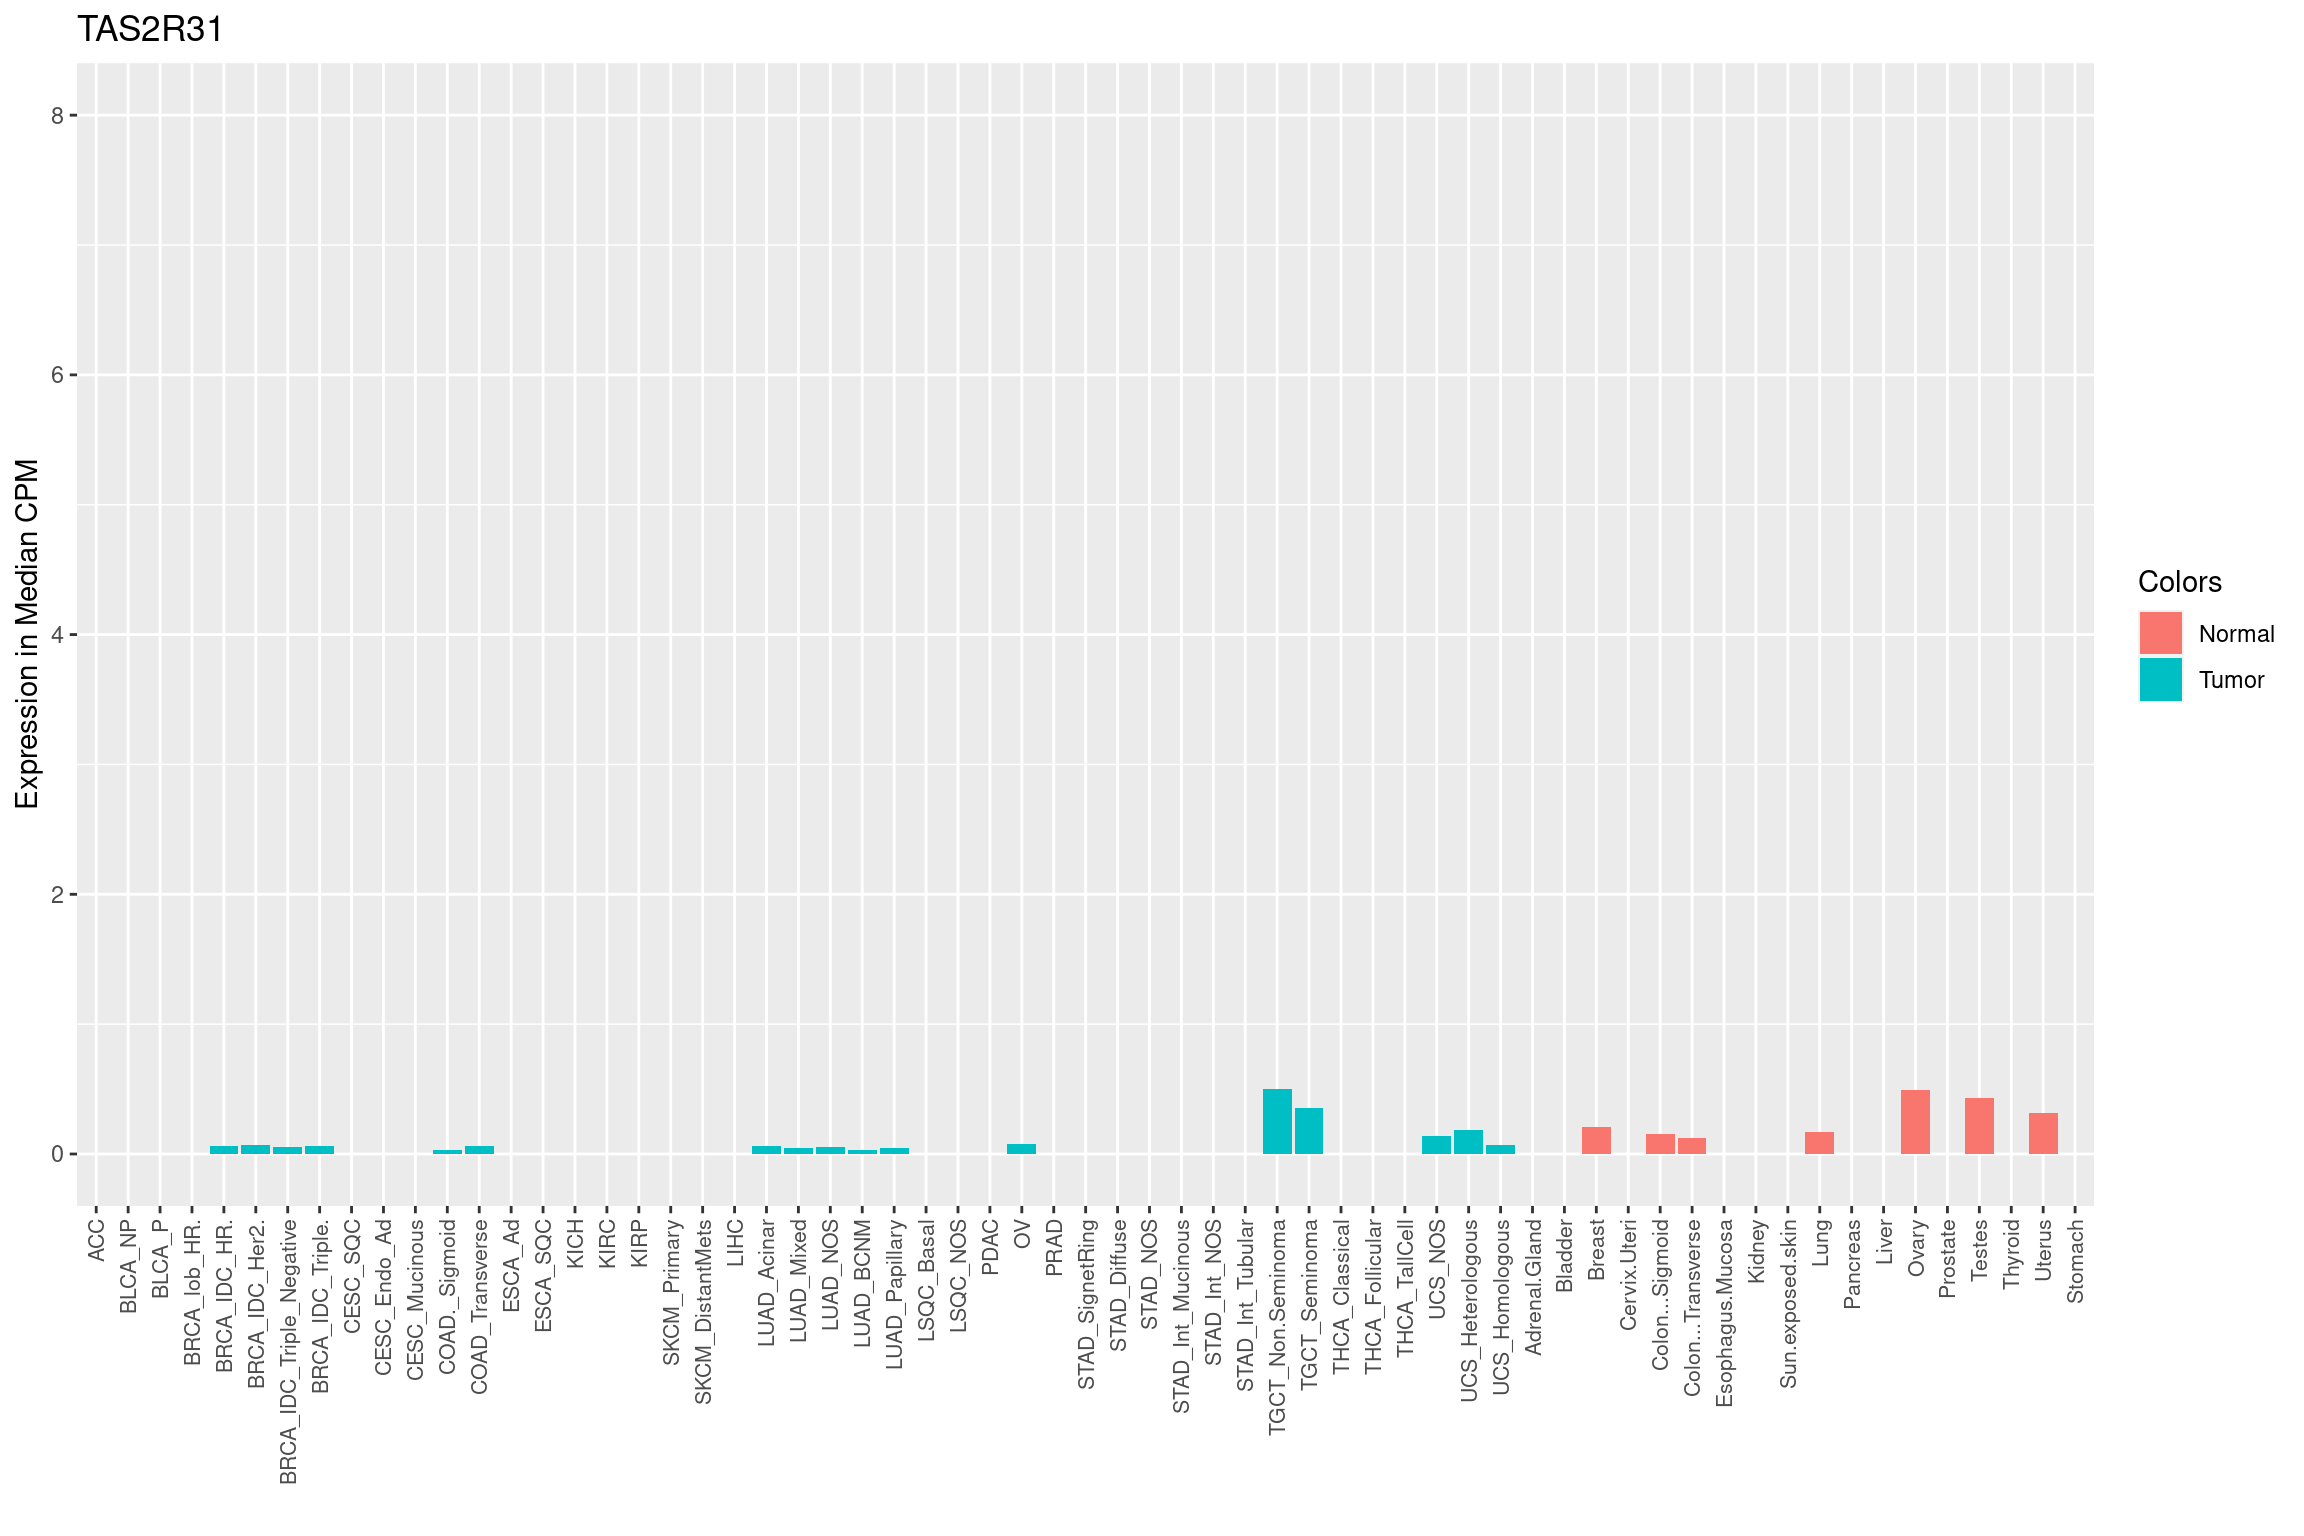 TAS2R31
Expression in Median CPM
8
6
4
2
0
ACC
BLCA_NP
BLCA_P
BRCA_lob_HR.
BRCA_IDC_HR.
BRCA_IDC_Her2.
BRCA_IDC_Triple_Negative
BRCA_IDC_Triple.
CESC_SQC
CESC_Endo_Ad
CESC_Mucinous
COAD._Sigmoid
COAD_Transverse
ESCA_Ad
ESCA_SQC
KICH
KIRC
KIRP
SKCM_Primary
SKCM_DistantMets
LIHC
LUAD_Acinar
LUAD_Mixed
LUAD_NOS
LUAD_BCNM
LUAD_Papillary
LSQC_Basal
LSQC_NOS
PDAC
OV
PRAD
STAD_SignetRing
STAD_Diffuse
STAD_NOS
STAD_Int_Mucinous
STAD_Int_NOS
STAD_Int_Tubular
TGCT_Non.Seminoma
TGCT_Seminoma
THCA_Classical
THCA_Follicular
THCA_TallCell
UCS_NOS
UCS_Heterologous
UCS_Homologous
Adrenal.Gland
Bladder
Breast
Cervix.Uteri
Colon...Sigmoid
Colon...Transverse
Esophagus.Mucosa
Kidney
Sun.exposed.skin
Lung
Pancreas
Liver
Ovary
Prostate
Testes
Thyroid
Uterus
Stomach
Colors
Normal
Tumor